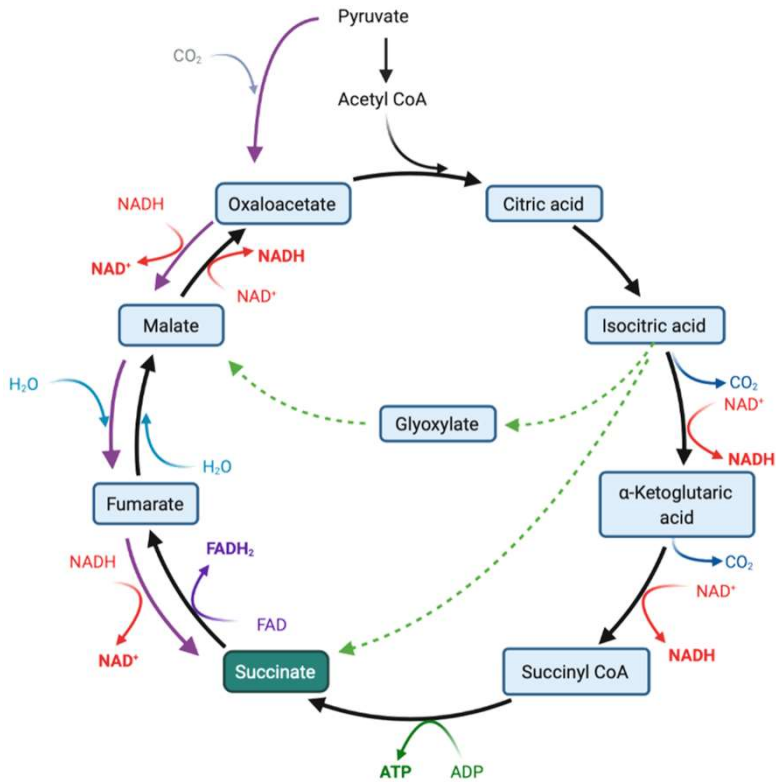 Pyruvate
CO₂
Acetyl CoA
Oxaloacetate
Citric acid
NADH
NAD⁺
NADH
NAD⁺
Malate
Isocitric acid
H₂O
CO₂
NAD⁺
NADH
Glyoxylate
H₂O
Fumarate
α-Ketoglutaric
acid
FADH₂
NADH
CO₂
NAD⁺
FAD
NADH
NAD⁺
Succinate
Succinyl CoA
ATP
ADP